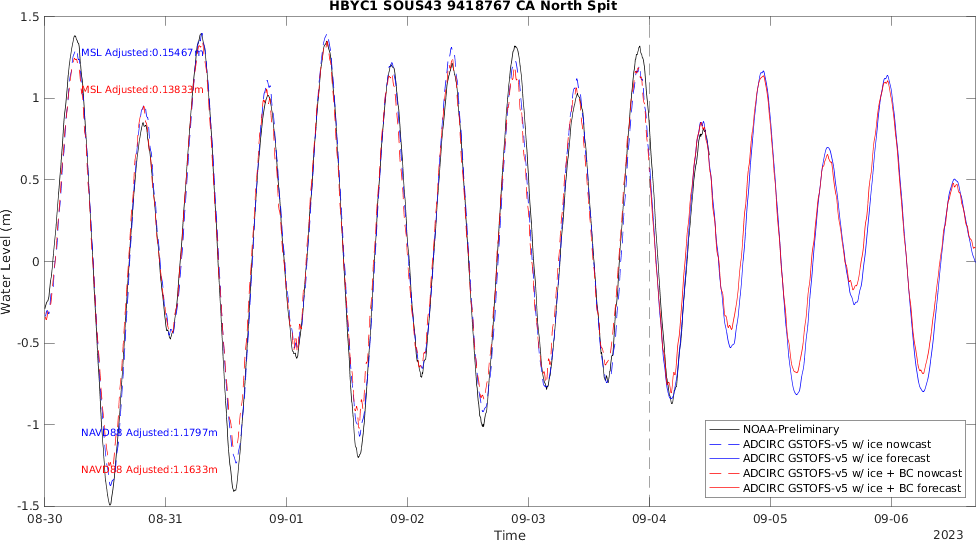 HBYC1 SOUS43 9418767 CA North Spit
1.5
1
0.5
0
-0.5
-1
-1.5
Water Level (m)
MSL Adjusted:0.15467m
MSL Adjusted:0.13833m
NAVD88 Adjusted:1.1797m
NAVD88 Adjusted:1.1633m
NOAA-Preliminary
ADCIRC GSTOFS-v5 w/ ice nowcast
ADCIRC GSTOFS-v5 w/ ice forecast
ADCIRC GSTOFS-v5 w/ ice + BC nowcast
ADCIRC GSTOFS-v5 w/ ice + BC forecast
08-30 08-31 09-01 09-02 09-03 09-04 09-05 09-06
Time
2023